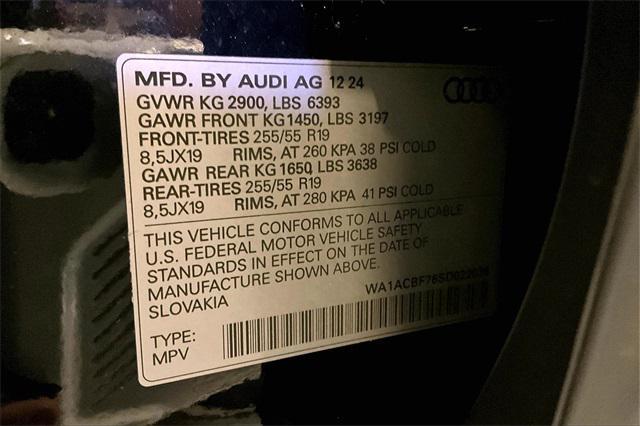 MFD. BY AUDI AG 12 24
GVWR KG 2900, LBS 6393
GAWR FRONT KG1450, LBS 3197
FRONT-TIRES 255/55 R19
8,5JX19 RIMS, AT 260 KPA 38 PSI COLD
GAWR REAR KG 1650, LBS 3638
REAR-TIRES 255/55 R19
8,5JX19 RIMS, AT 280 KPA 41 PSI COLD
THIS VEHICLE CONFORMS TO ALL APPLICABLE
U.S. FEDERAL MOTOR VEHICLE SAFETY
STANDARDS IN EFFECT ON THE DATE OF
MANUFACTURE SHOWN ABOVE.
SLOVAKIA
TYPE:
MPV